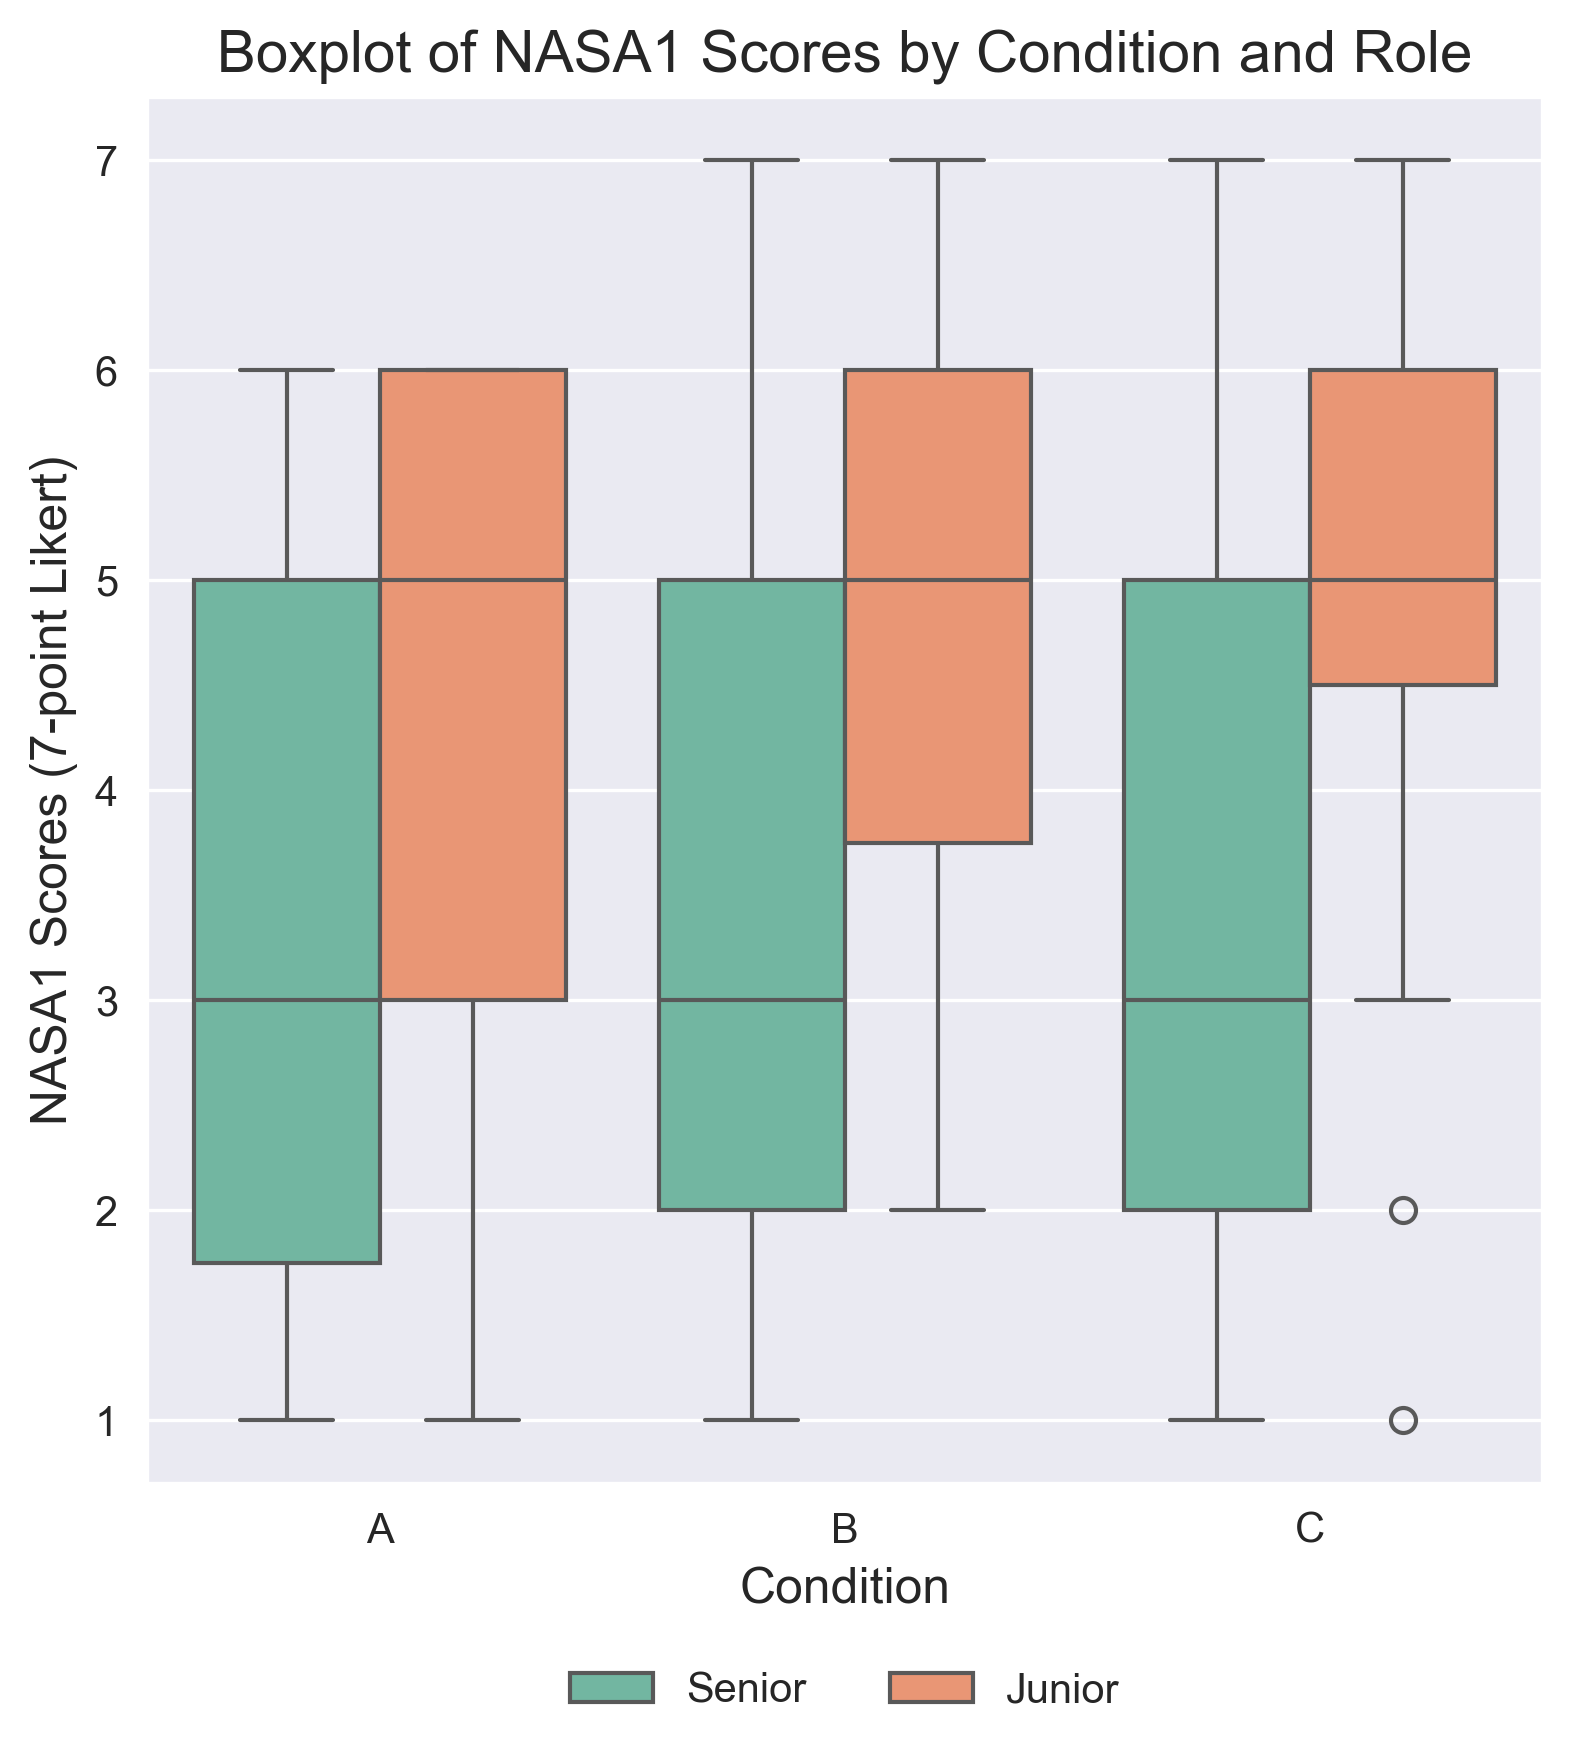 Boxplot of NASA1 Scores by Condition and Role
NASA1 Scores (7-point Likert)
7
6
5
4
3
2
1
A B C
Condition
Senior Junior